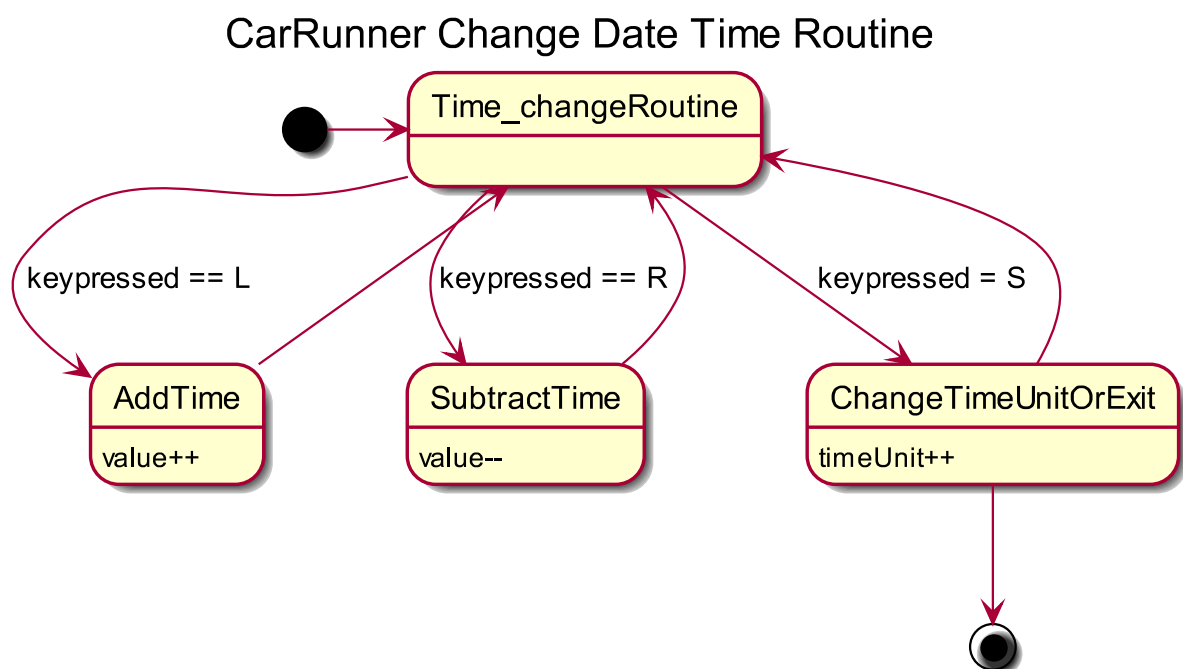 CarRunner Change Date Time Routine
Time_changeRoutine
keypressed == L
keypressed == R
keypressed = S
AddTime
value++
SubtractTime
value--
ChangeTimeUnitOrExit
timeUnit++